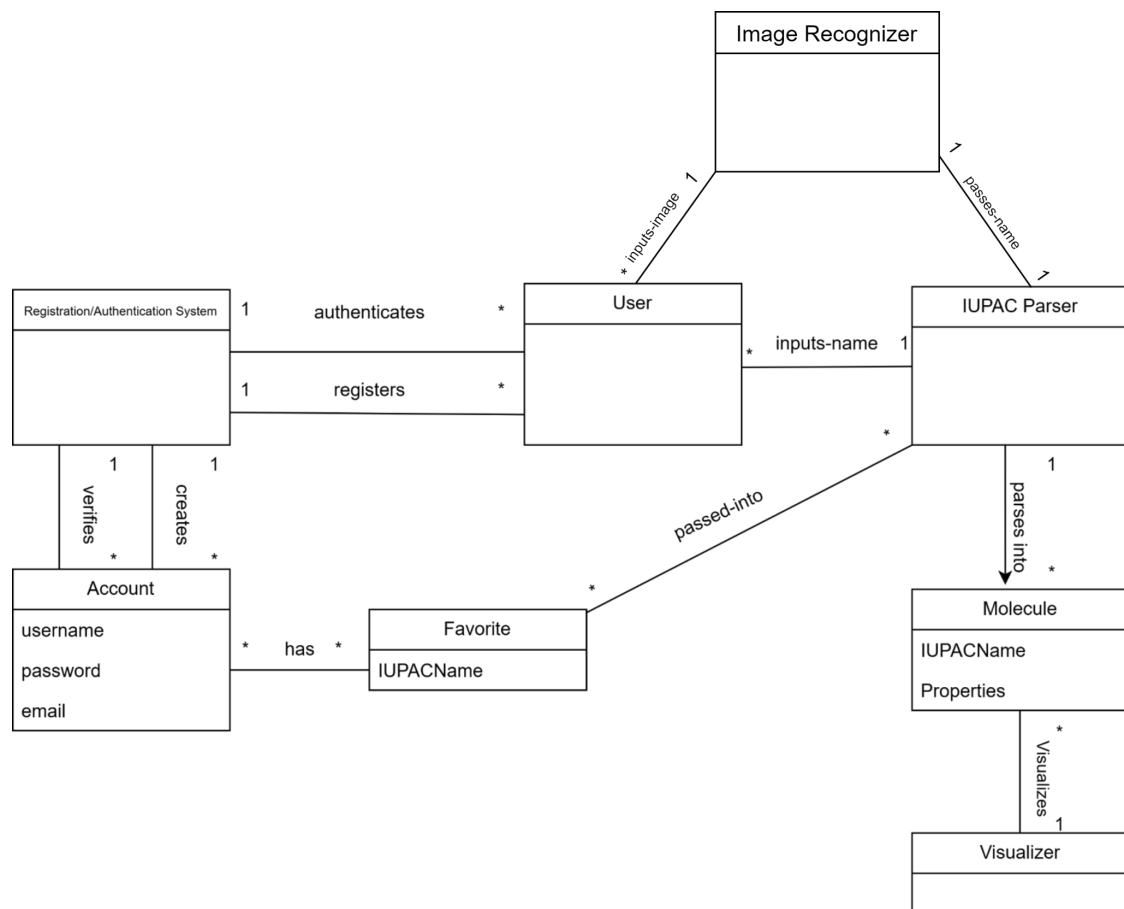 Image Recognizer
1
1
inputs-image
passes-name
*
1
Registration/Authentication System
User
IUPAC Parser
1
authenticates
*
*
inputs-name
1
1
registers
*
*
1
1
1
verifies
creates
passed-into
parses into
*
*
*
*
Account
username
password
email
*
has
*
Favorite
IUPACName
Molecule
IUPACName
Properties
*
Visualizes
1
Visualizer